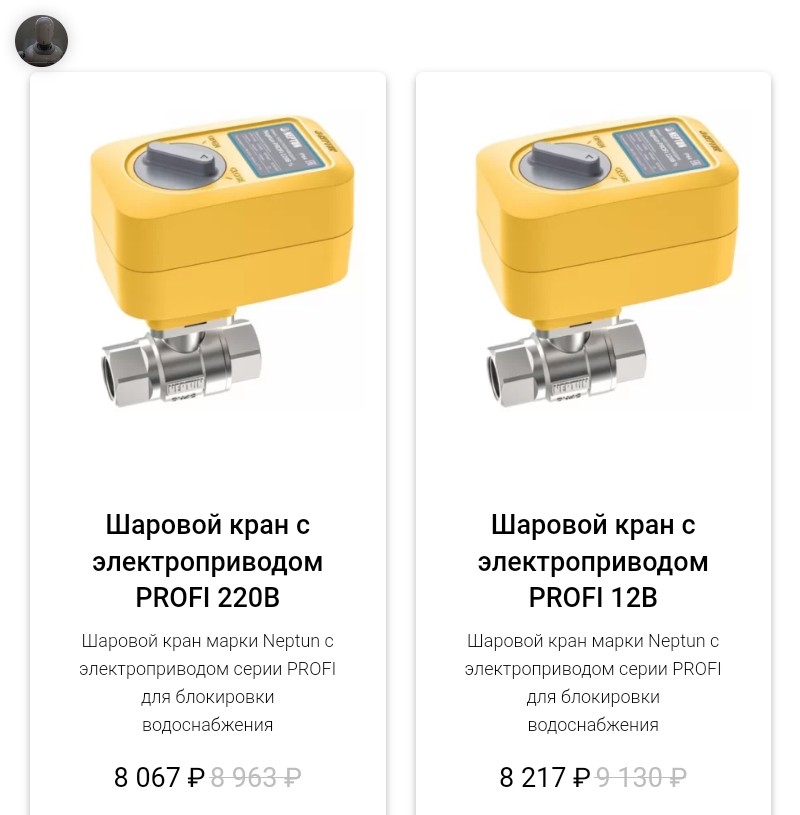 Шаровой кран с
электроприводом
PROFI 220В
Шаровой кран марки Neptun с
электроприводом серии PROFI
для блокировки
водоснабжения
8 067 ₽ 8 963 ₽
Шаровой кран с
электроприводом
PROFI 12В
Шаровой кран марки Neptun с
электроприводом серии PROFI
для блокировки
водоснабжения
8 217 ₽ 9 130 ₽